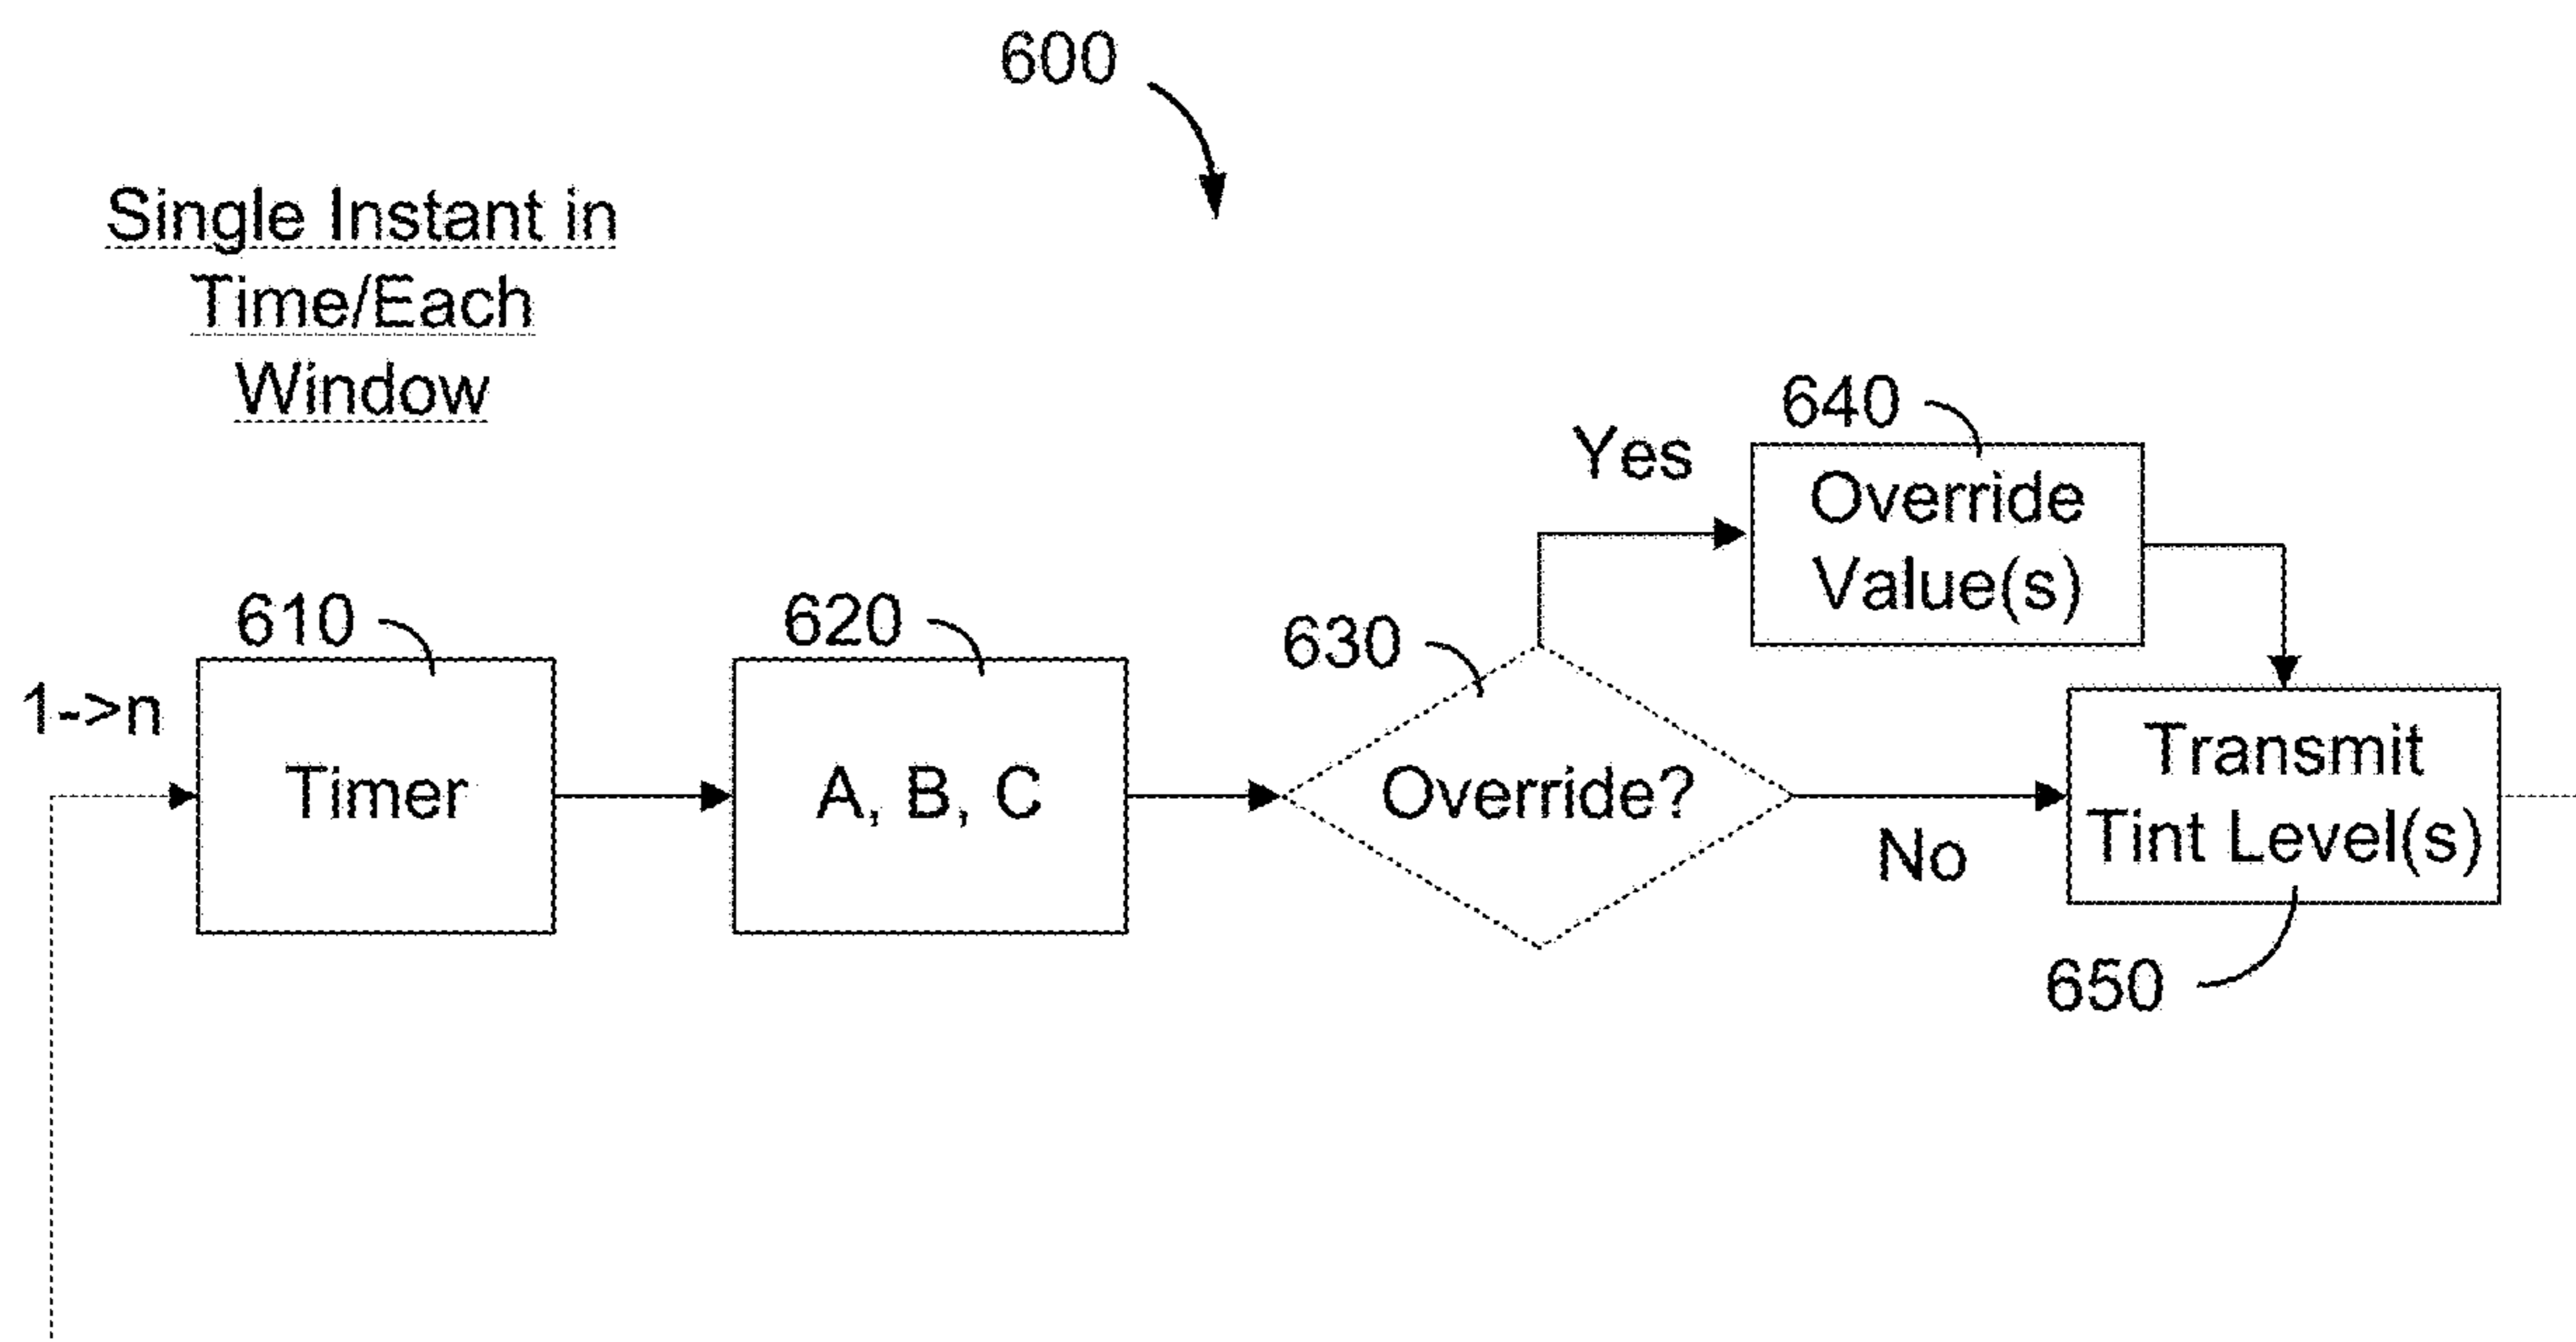 600
Single Instant in
Time/Each
Window
640
Yes
Override
Value(s)
610
620
630
1->n
Timer
A, B, C
Override?
Transmit
Tint Level(s)
No
650